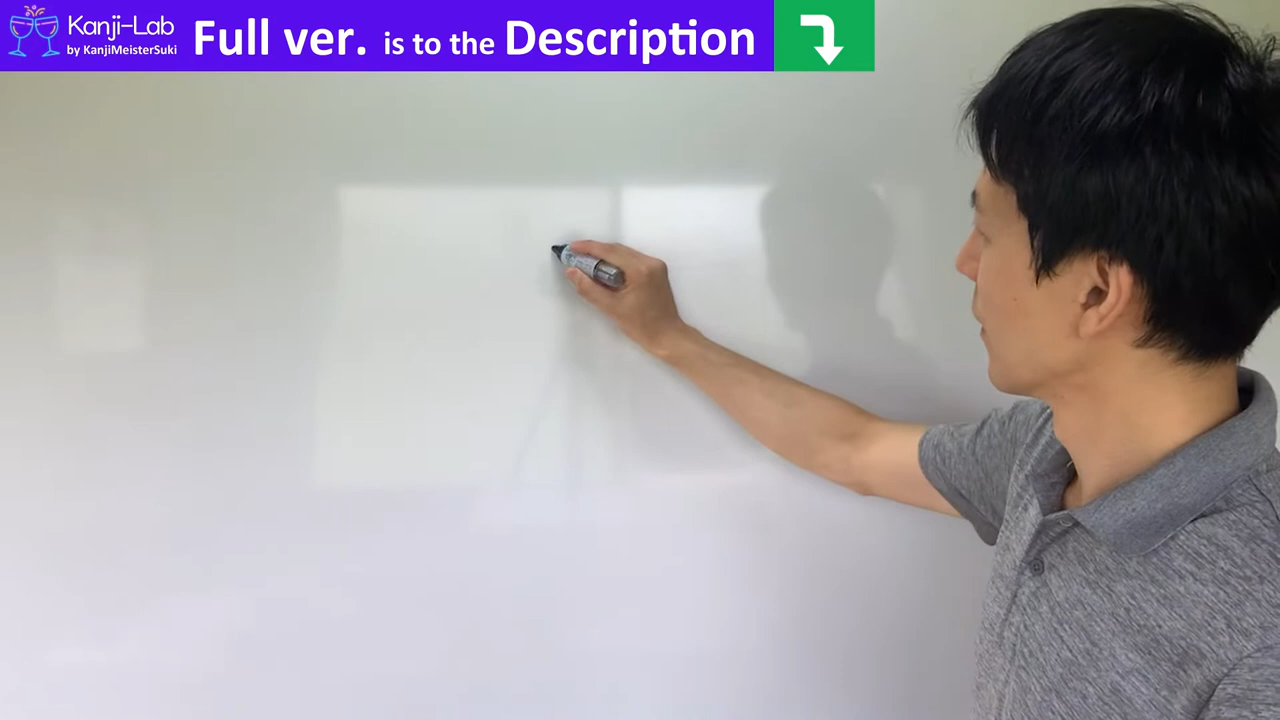 Kanji-Lab
by KanjiMeisterSuki
Full ver. is to the Description